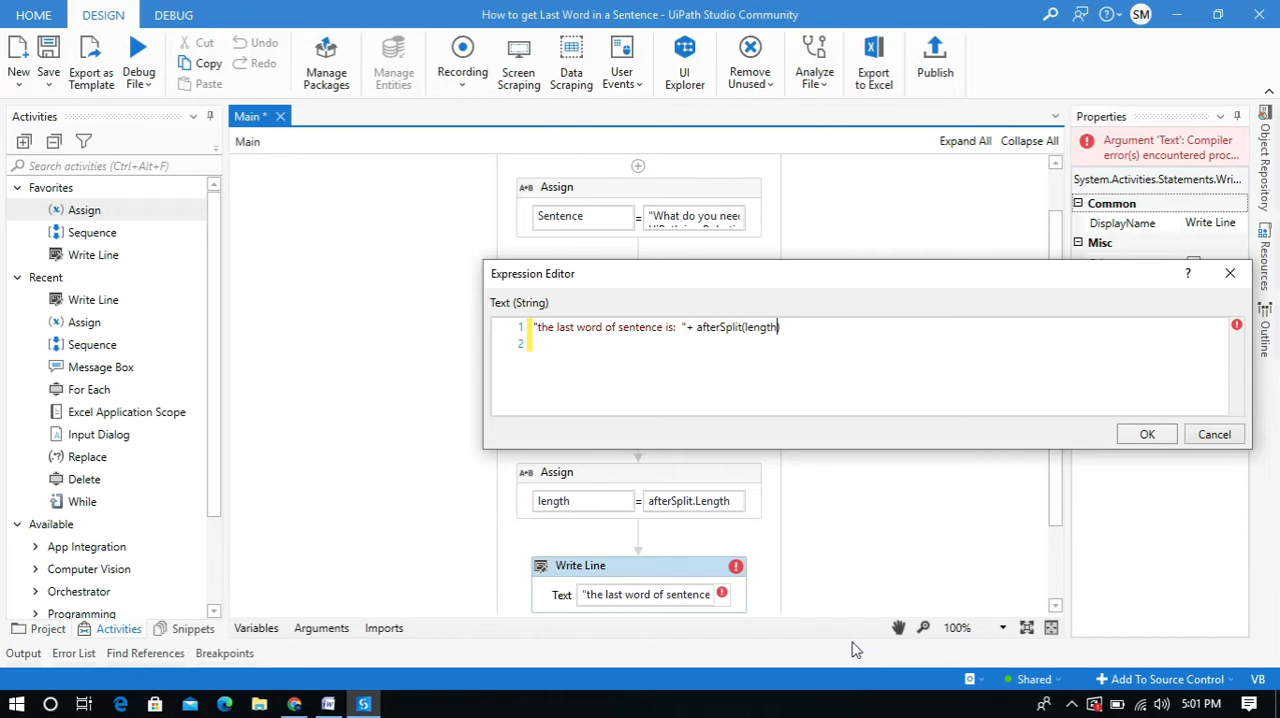 HOME DESIGN DEBUG How to get Last Word in a Sentence - UiPath Studio Community SM
New Save Export as Template Debug File Cut Copy Paste Undo Redo Manage Packages Manage Entities Recording Screen Scraping Data Scraping User Events UI Explorer Remove Unused Analyze File Export to Excel Publish
Activities
Search activities (Ctrl+Alt+F)
Favorites
Assign
Sequence
Write Line
Recent
Write Line
Assign
Sequence
Message Box
For Each
Excel Application Scope
Input Dialog
Replace
Delete
While
Available
App Integration
Computer Vision
Orchestrator
Programming
Project Activities Snippets
Main *
Main Expand All Collapse All
A+B Assign
Sentence = "What do you need
Expression Editor
Text (String)
1 "the last word of sentence is:  "+ afterSplit(length)
2
OK Cancel
A+B Assign
length = afterSplit.Length
Write Line
Text "the last word of sentence
Variables Arguments Imports 100%
Properties
Argument 'Text': Compiler
error(s) encountered proc...
System.Activities.Statements.Wri...
Common
DisplayName Write Line
Misc
Object Repository
Resources
Outline
Output Error List Find References Breakpoints
Shared Add To Source Control VB
5:01 PM